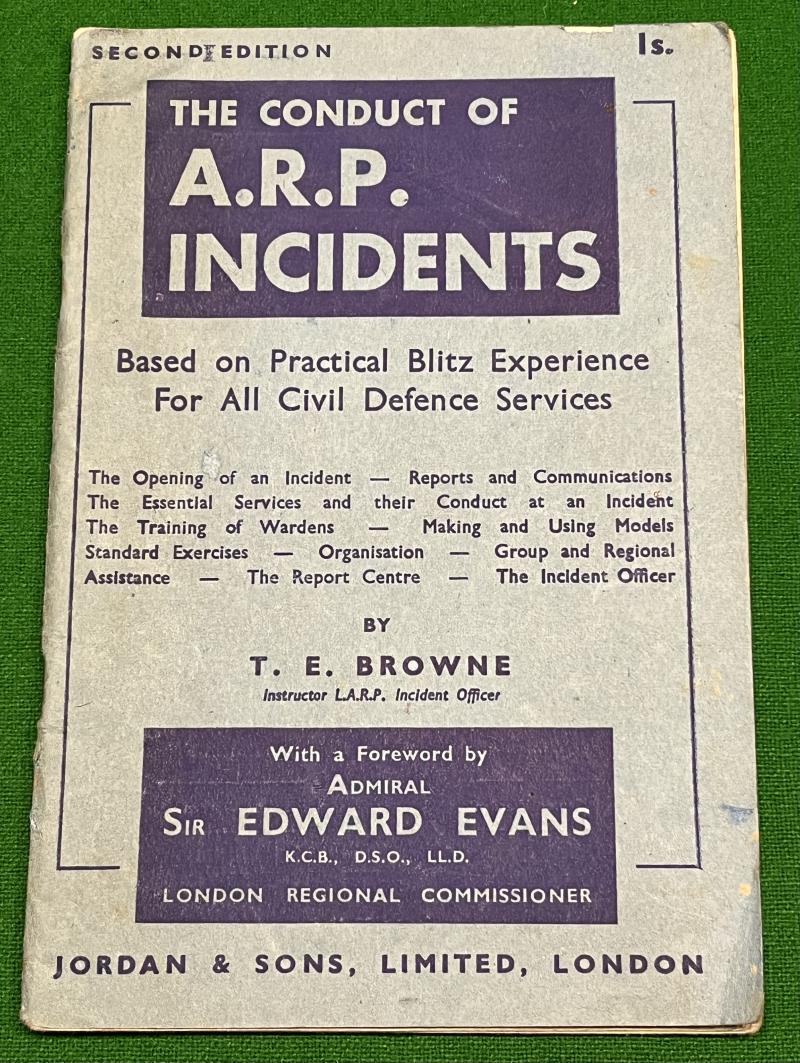 SECOND EDITION
1s.
THE CONDUCT OF
A.R.P.
INCIDENTS
Based on Practical Blitz Experience
For All Civil Defence Services
The Opening of an Incident — Reports and Communications
The Essential Services and their Conduct at an Incident
The Training of Wardens — Making and Using Models
Standard Exercises — Organisation — Group and Regional
Assistance — The Report Centre — The Incident Officer
BY
T. E. BROWNE
Instructor L.A.R.P. Incident Officer
With a Foreword by
ADMIRAL
SIR EDWARD EVANS
K.C.B., D.S.O., LL.D.
LONDON REGIONAL COMMISSIONER
JORDAN & SONS, LIMITED, LONDON